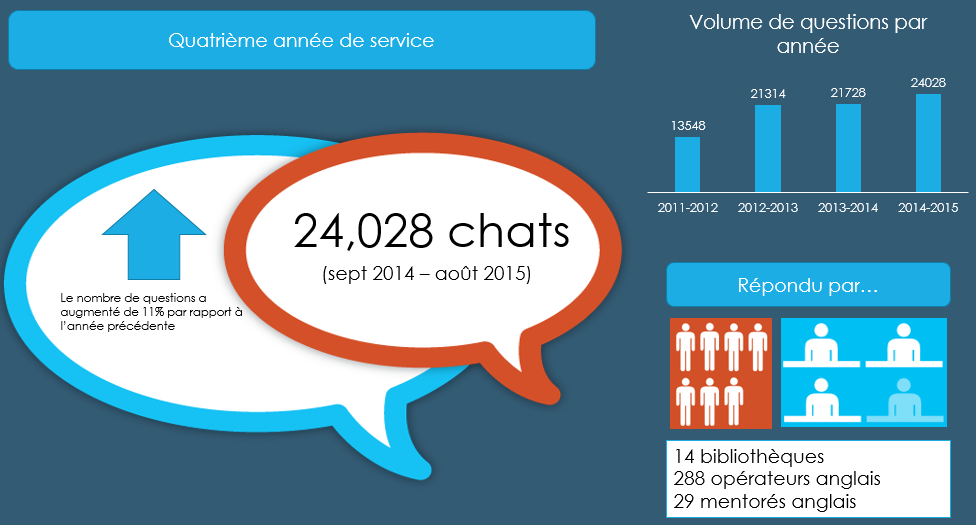 Quatrième année de service
24,028 chats
(sept 2014 – août 2015)
Le nombre de questions a
augmenté de 11% par rapport à
l'année précédente
Volume de questions par
année
13548
21314
21728
24028
2011-2012
2012-2013
2013-2014
2014-2015
Répondu par...
14 bibliothèques
288 opérateurs anglais
29 mentorés anglais